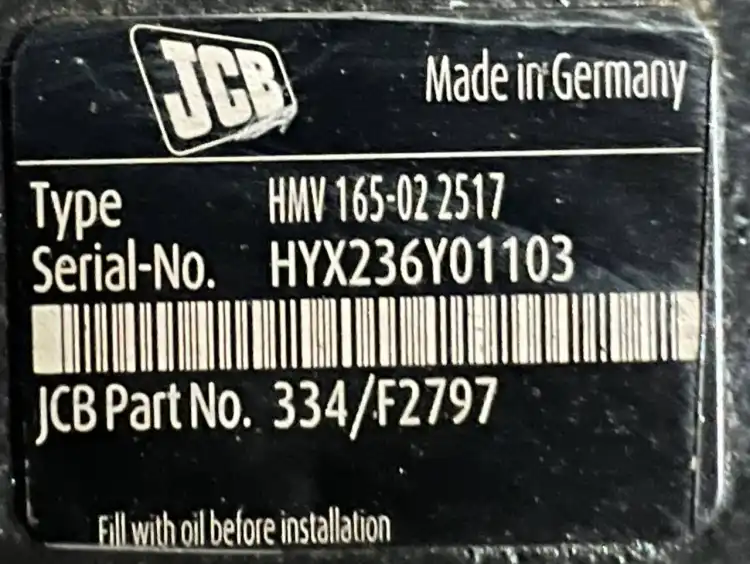 JCB
Made in Germany
Type HMV 165-02 2517
Serial-No. HYX236Y01103
JCB Part No. 334/F2797
Fill with oil before installation